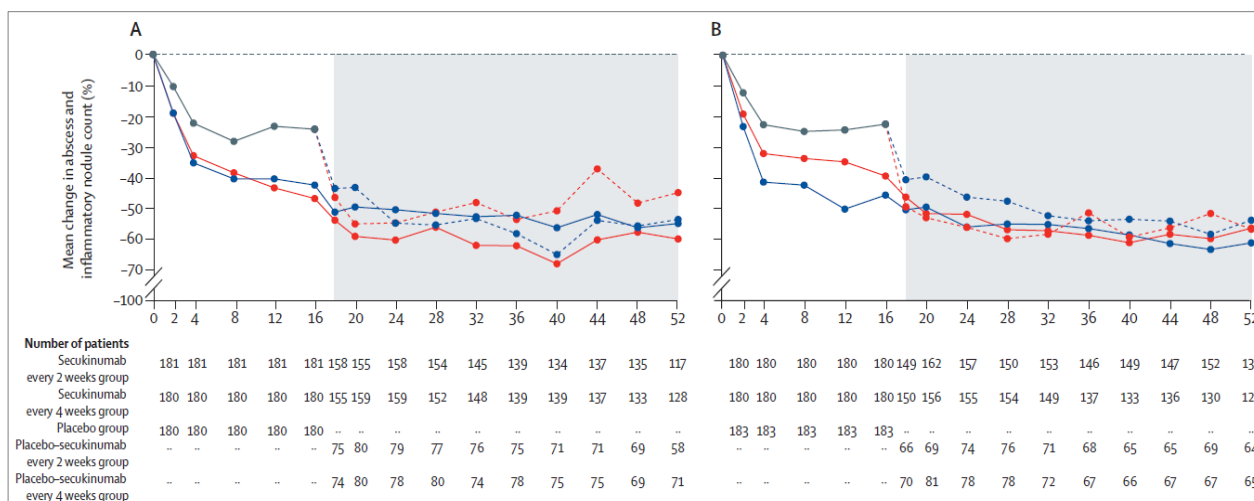 A
B
Mean change in abscess and
inflammatory nodule count (%)
0
−10
−20
−30
−40
−50
−60
−70
−100
0 2 4 8 12 16 20 24 28 32 36 40 44 48 52
0 2 4 8 12 16 20 24 28 32 36 40 44 48 52
Number of patients
Secukinumab
every 2 weeks group
181 181 181 181 181 158 155 158 154 145 139 134 137 135 117
180 180 180 180 180 149 162 157 150 153 146 149 147 152
Secukinumab
every 4 weeks group
180 180 180 180 180 155 159 159 152 148 139 139 137 133 128
180 180 180 180 180 150 156 155 154 149 137 133 136 130
Placebo group
180 180 180 180 180 .. .. .. .. .. .. .. .. .. ..
183 183 183 183 183 .. .. .. .. .. .. .. .. .. ..
Placebo–secukinumab
every 2 weeks group
.. .. .. .. .. 75 80 79 77 76 75 71 71 69 58
.. .. .. .. .. 66 69 74 76 71 68 65 65 69 64
Placebo–secukinumab
every 4 weeks group
.. .. .. .. .. 74 80 78 80 74 78 75 75 69 71
.. .. .. .. .. 70 81 78 78 72 67 66 67 67